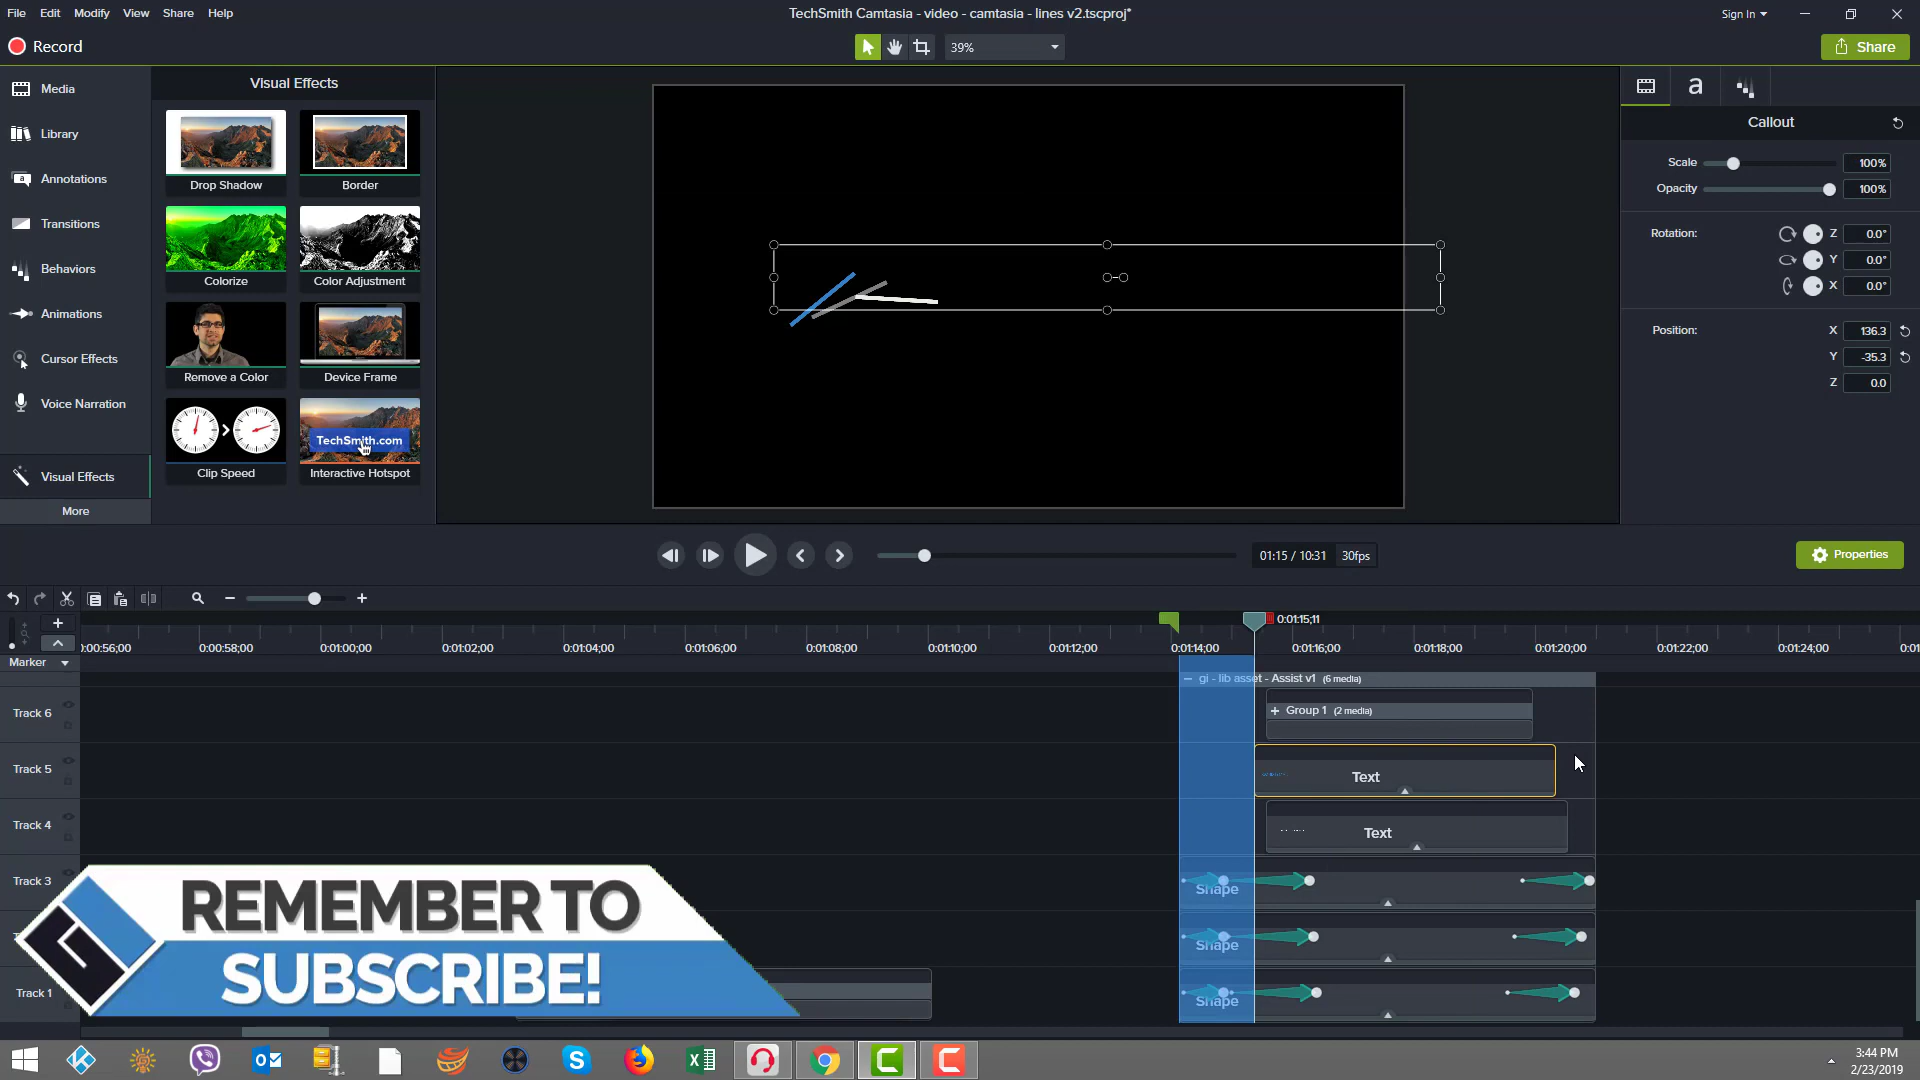 File Edit Modify View Share Help
TechSmith Camtasia - video - camtasia - lines v2.tscproj*
Sign In
Record
39%
Share
Media
Library
Annotations
Transitions
Behaviors
Animations
Cursor Effects
Voice Narration
Visual Effects
More
Visual Effects
Drop Shadow
Border
Colorize
Color Adjustment
Remove a Color
Device Frame
TechSmith.com
Clip Speed
Interactive Hotspot
a
Callout
Scale 100%
Opacity 100%
Rotation: Z 0.0°
Y 0.0°
X 0.0°
Position: X 136.3
Y -35.3
Z 0.0
01:15 / 10:31 30fps
Properties
0:01:15;11
0:00:58;00 0:01:00;00 0:01:02;00 0:01:04;00 0:01:06;00 0:01:08;00 0:01:10;00 0:01:12;00 0:01:14;00 0:01:16;00 0:01:18;00 0:01:20;00 0:01:22;00 0:01:24;00
Marker
gi - lib asset - Assist v1 (6 media)
Track 6
Group 1 (2 media)
Track 5
Text
Track 4
Text
Track 3
Shape
Shape
Track 1
Shape
REMEMBER TO
SUBSCRIBE!
3:44 PM
2/23/2019